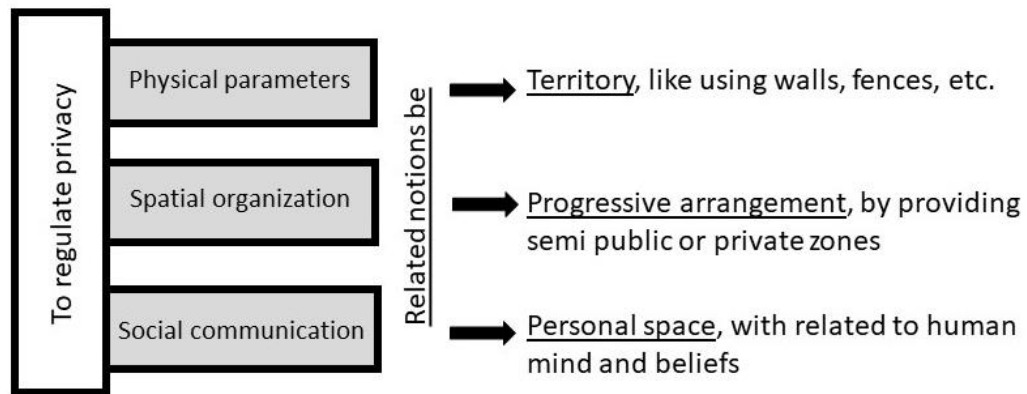 To regulate privacy
Physical parameters
Spatial organization
Social communication
Related notions be
Territory, like using walls, fences, etc.
Progressive arrangement, by providing
semi public or private zones
Personal space, with related to human
mind and beliefs